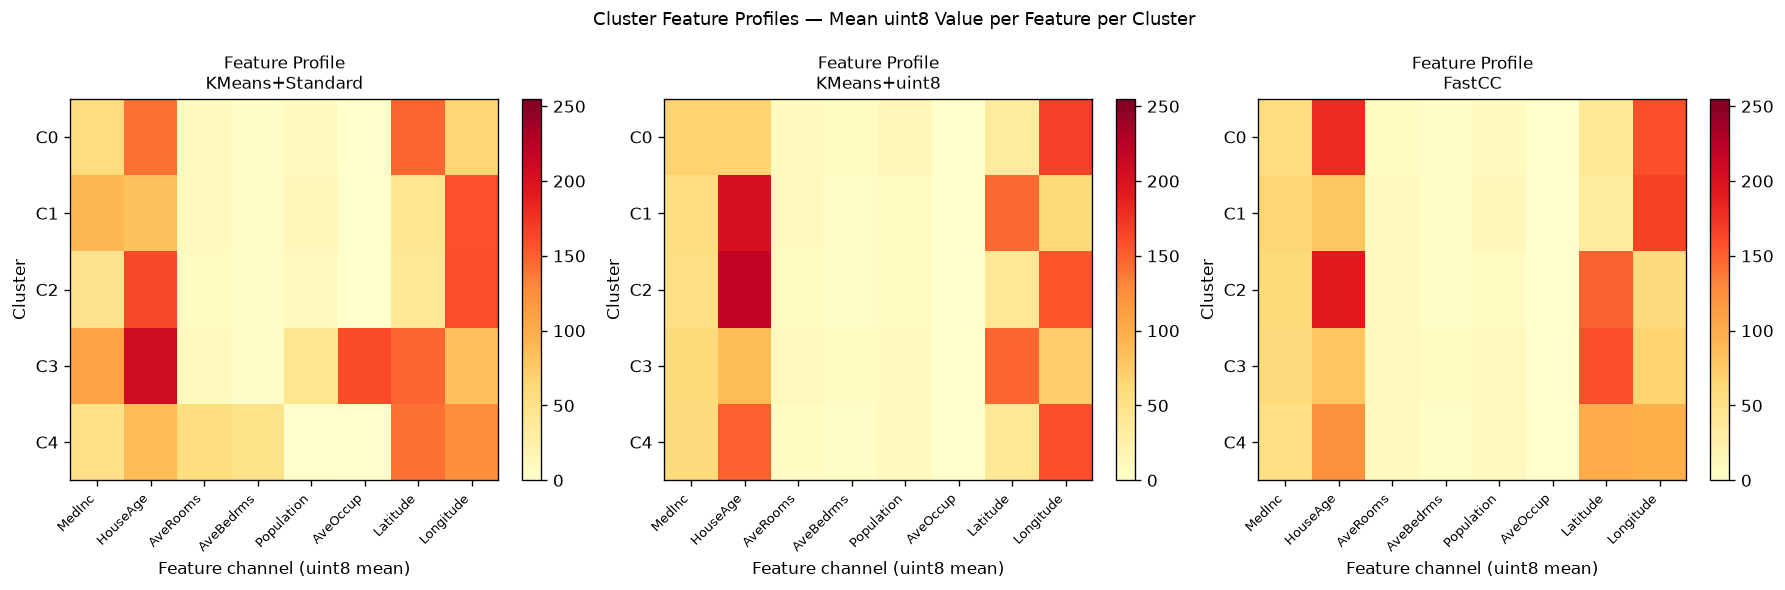 Cluster Feature Profiles — Mean uint8 Value per Feature per Cluster
Feature Profile
KMeans+Standard
C0
C1
C2
C3
C4
Cluster
MedInc
HouseAge
AveRooms
AveBedrms
Population
AveOccup
Latitude
Longitude
Feature channel (uint8 mean)
250
200
150
100
50
0
Feature Profile
KMeans+uint8
C0
C1
C2
C3
C4
Cluster
MedInc
HouseAge
AveRooms
AveBedrms
Population
AveOccup
Latitude
Longitude
Feature channel (uint8 mean)
250
200
150
100
50
0
Feature Profile
FastCC
C0
C1
C2
C3
C4
Cluster
MedInc
HouseAge
AveRooms
AveBedrms
Population
AveOccup
Latitude
Longitude
Feature channel (uint8 mean)
250
200
150
100
50
0